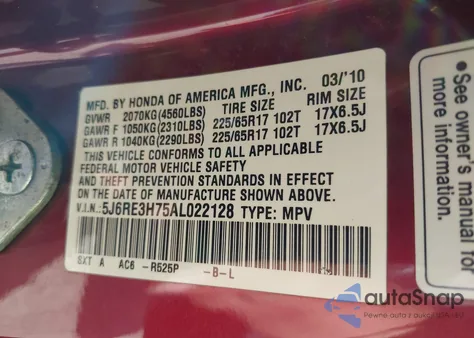 MFD. BY HONDA OF AMERICA MFG., INC. 03/'10
GVWR 2070KG(4560LBS) TIRE SIZE RIM SIZE
GAWR F 1050KG(2310LBS) 225/65R17 102T 17X6.5J
GAWR R 1040KG(2290LBS) 225/65R17 102T 17X6.5J
THIS VEHICLE CONFORMS TO ALL APPLICABLE
FEDERAL MOTOR VEHICLE SAFETY
AND THEFT PREVENTION STANDARDS IN EFFECT
ON THE DATE OF MANUFACTURE SHOWN ABOVE.
V.I.N. 5J6RE3H75AL022128 TYPE: MPV
EXT A AC6 -R525P -B-L
See owner's
more
manual for
autaSnap